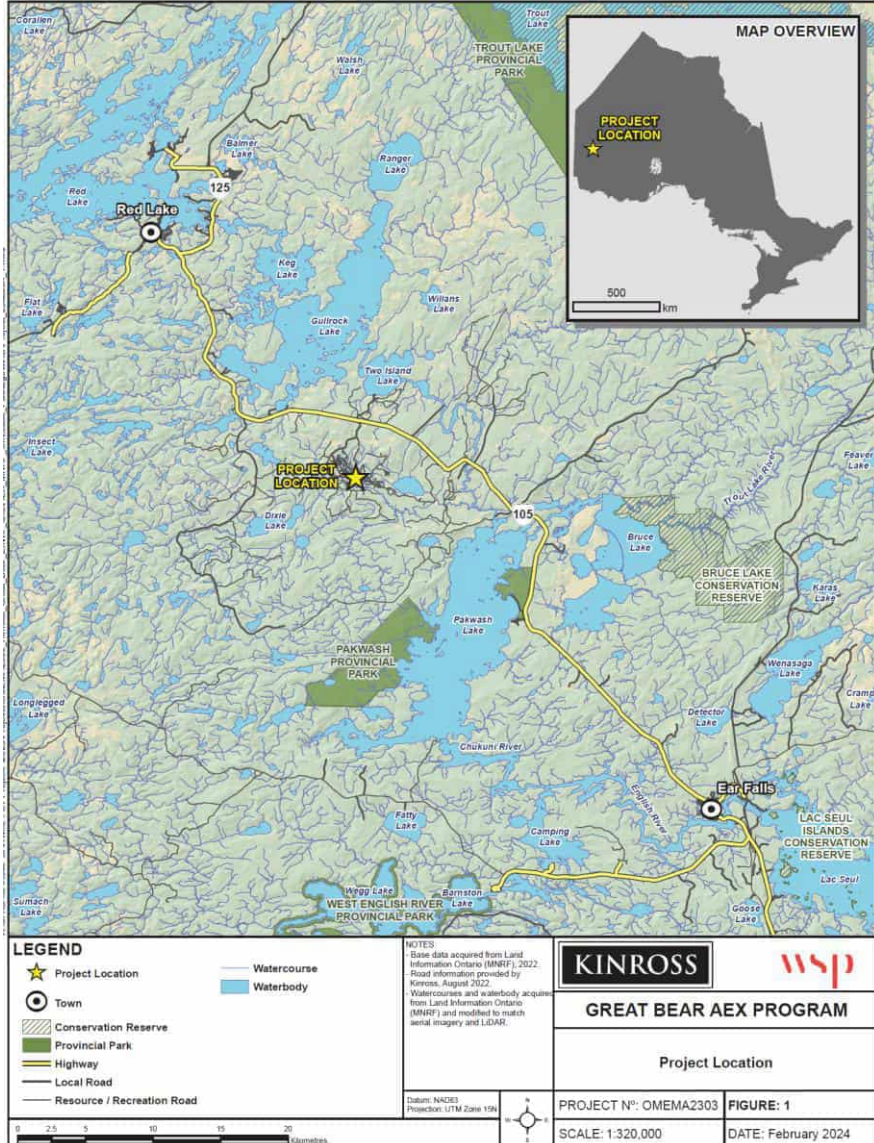 Corallen
Lake
Trout
Lake
TROUT LAKE
PROVINCIAL
PARK
Walsh
Lake
MAP OVERVIEW
PROJECT
LOCATION
500
km
Balmer
Lake
Ranger
Lake
125
Red
Lake
Red Lake
Keg
Lake
Willans
Lake
Flat
Lake
Gullrock
Lake
Two Island
Lake
Insect
Lake
PROJECT
LOCATION
Feaver
Lake
Trout Lake River
Dixie
Lake
105
Bruce
Lake
BRUCE LAKE
CONSERVATION
RESERVE
Karas
Lake
Pakwash
Lake
PAKWASH
PROVINCIAL
PARK
Wenasaga
Lake
Longlegged
Lake
Detector
Lake
Cramp
Lake
Chukuni River
English River
Ear Falls
Fatty
Lake
Camping
Lake
LAC SEUL
ISLANDS
CONSERVATION
RESERVE
Lac Seul
Sumach
Lake
Wegg Lake
Barnston
Lake
WEST ENGLISH RIVER
PROVINCIAL PARK
Goose
Lake
LEGEND
Project Location
Town
Conservation Reserve
Provincial Park
Highway
Local Road
Resource / Recreation Road
Watercourse
Waterbody
NOTES:
- Base data acquired from Land
Information Ontario (MNRF), 2022.
- Road information provided by
Kinross, August 2022.
- Watercourses and waterbody acquired
from Land Information Ontario
(MNRF) and modified to match
aerial imagery and LiDAR.
Datum: NAD83
Projection: UTM Zone 15N
N
W
E
S
KINROSS
wsp
GREAT BEAR AEX PROGRAM
Project Location
PROJECT Nº: OMEMA2303
FIGURE: 1
SCALE: 1:320,000
DATE: February 2024
0 2.5 5 10 15 20
Kilometres